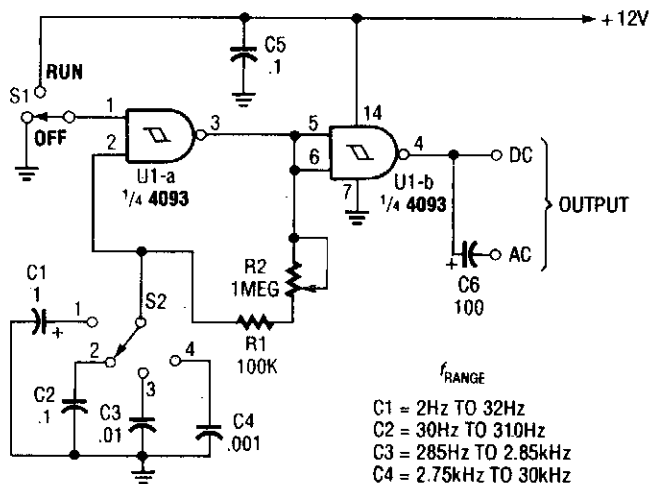 +12V
C5
.1
RUN
S1
OFF
1
2
3
U1-a
1/4 4093
5
6
14
4
7
U1-b
1/4 4093
DC
OUTPUT
AC
+
C6
100
R2
1MEG
R1
100K
C1
1
+
S2
1
2
3
4
C2
.1
C3
.01
C4
.001
fRANGE
C1 = 2Hz TO 32Hz
C2 = 30Hz TO 310Hz
C3 = 285Hz TO 2.85kHz
C4 = 2.75kHz TO 30kHz